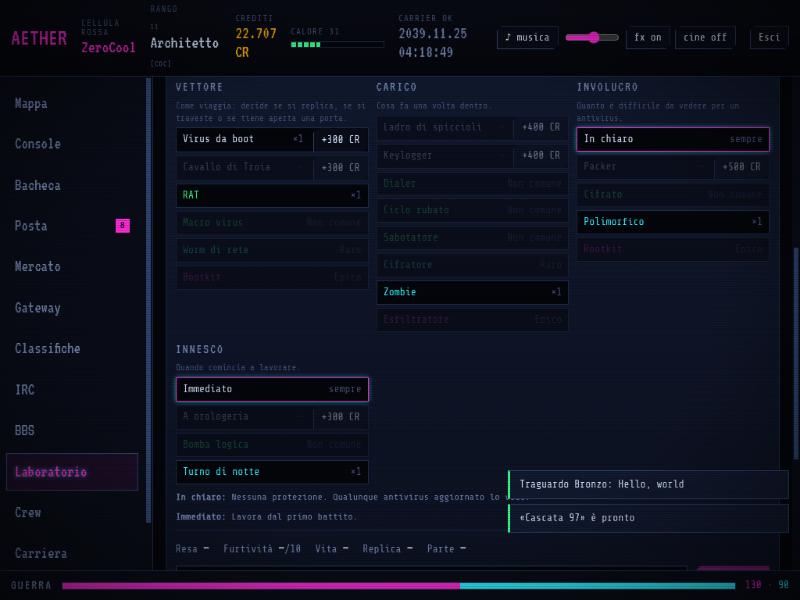 AETHER
CELLULA ROSSA
ZeroCool
RANGO 11
Architetto
[COC]
CREDITI
22.707 CR
CALORE 31
CARRIER OK
2039.11.25
04:18:49
♪ musica
fx on
cine off
Esci
Mappa
Console
Bacheca
Posta 8
Mercato
Gateway
Classifiche
IRC
BBS
Laboratorio
Crew
Carriera
VETTORE
Come viaggia: decide se si replica, se si
traveste o se tiene aperta una porta.
Virus da boot ×1 +300 CR
Cavallo di Troia +300 CR
RAT ×1
Macro virus Non comune
Worm di rete Raro
Bootkit Epico
CARICO
Cosa fa una volta dentro.
Ladro di spiccioli +400 CR
Keylogger +400 CR
Dialer Non comune
Ciclo rubato Non comune
Sabotatore Non comune
Cifratore Raro
Zombie ×1
Esfiltratore Epico
INVOLUCRO
Quanto è difficile da vedere per un
antivirus.
In chiaro sempre
Packer +500 CR
Cifrato Non comune
Polimorfico ×1
Rootkit Epico
INNESCO
Quando comincia a lavorare.
Immediato sempre
A orologeria +300 CR
Bomba logica Non comune
Turno di notte ×1
In chiaro: Nessuna protezione. Qualunque antivirus aggiornato lo
Immediato: Lavora dal primo battito.
Resa — Furtività —/10 Vita — Replica — Parte —
Traguardo Bronzo: Hello, world
«Cascata 97» è pronto
GUERRA 130 · 90